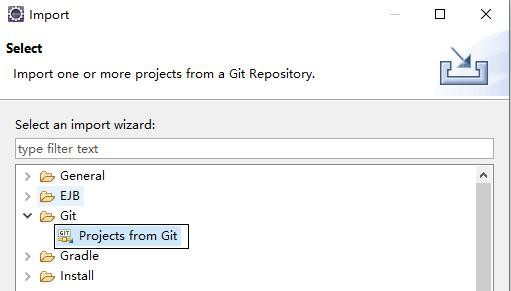 Import
Select
Import one or more projects from a Git Repository.
Select an import wizard:
type filter text
General
EJB
Git
GIT Projects from Git
Gradle
Install